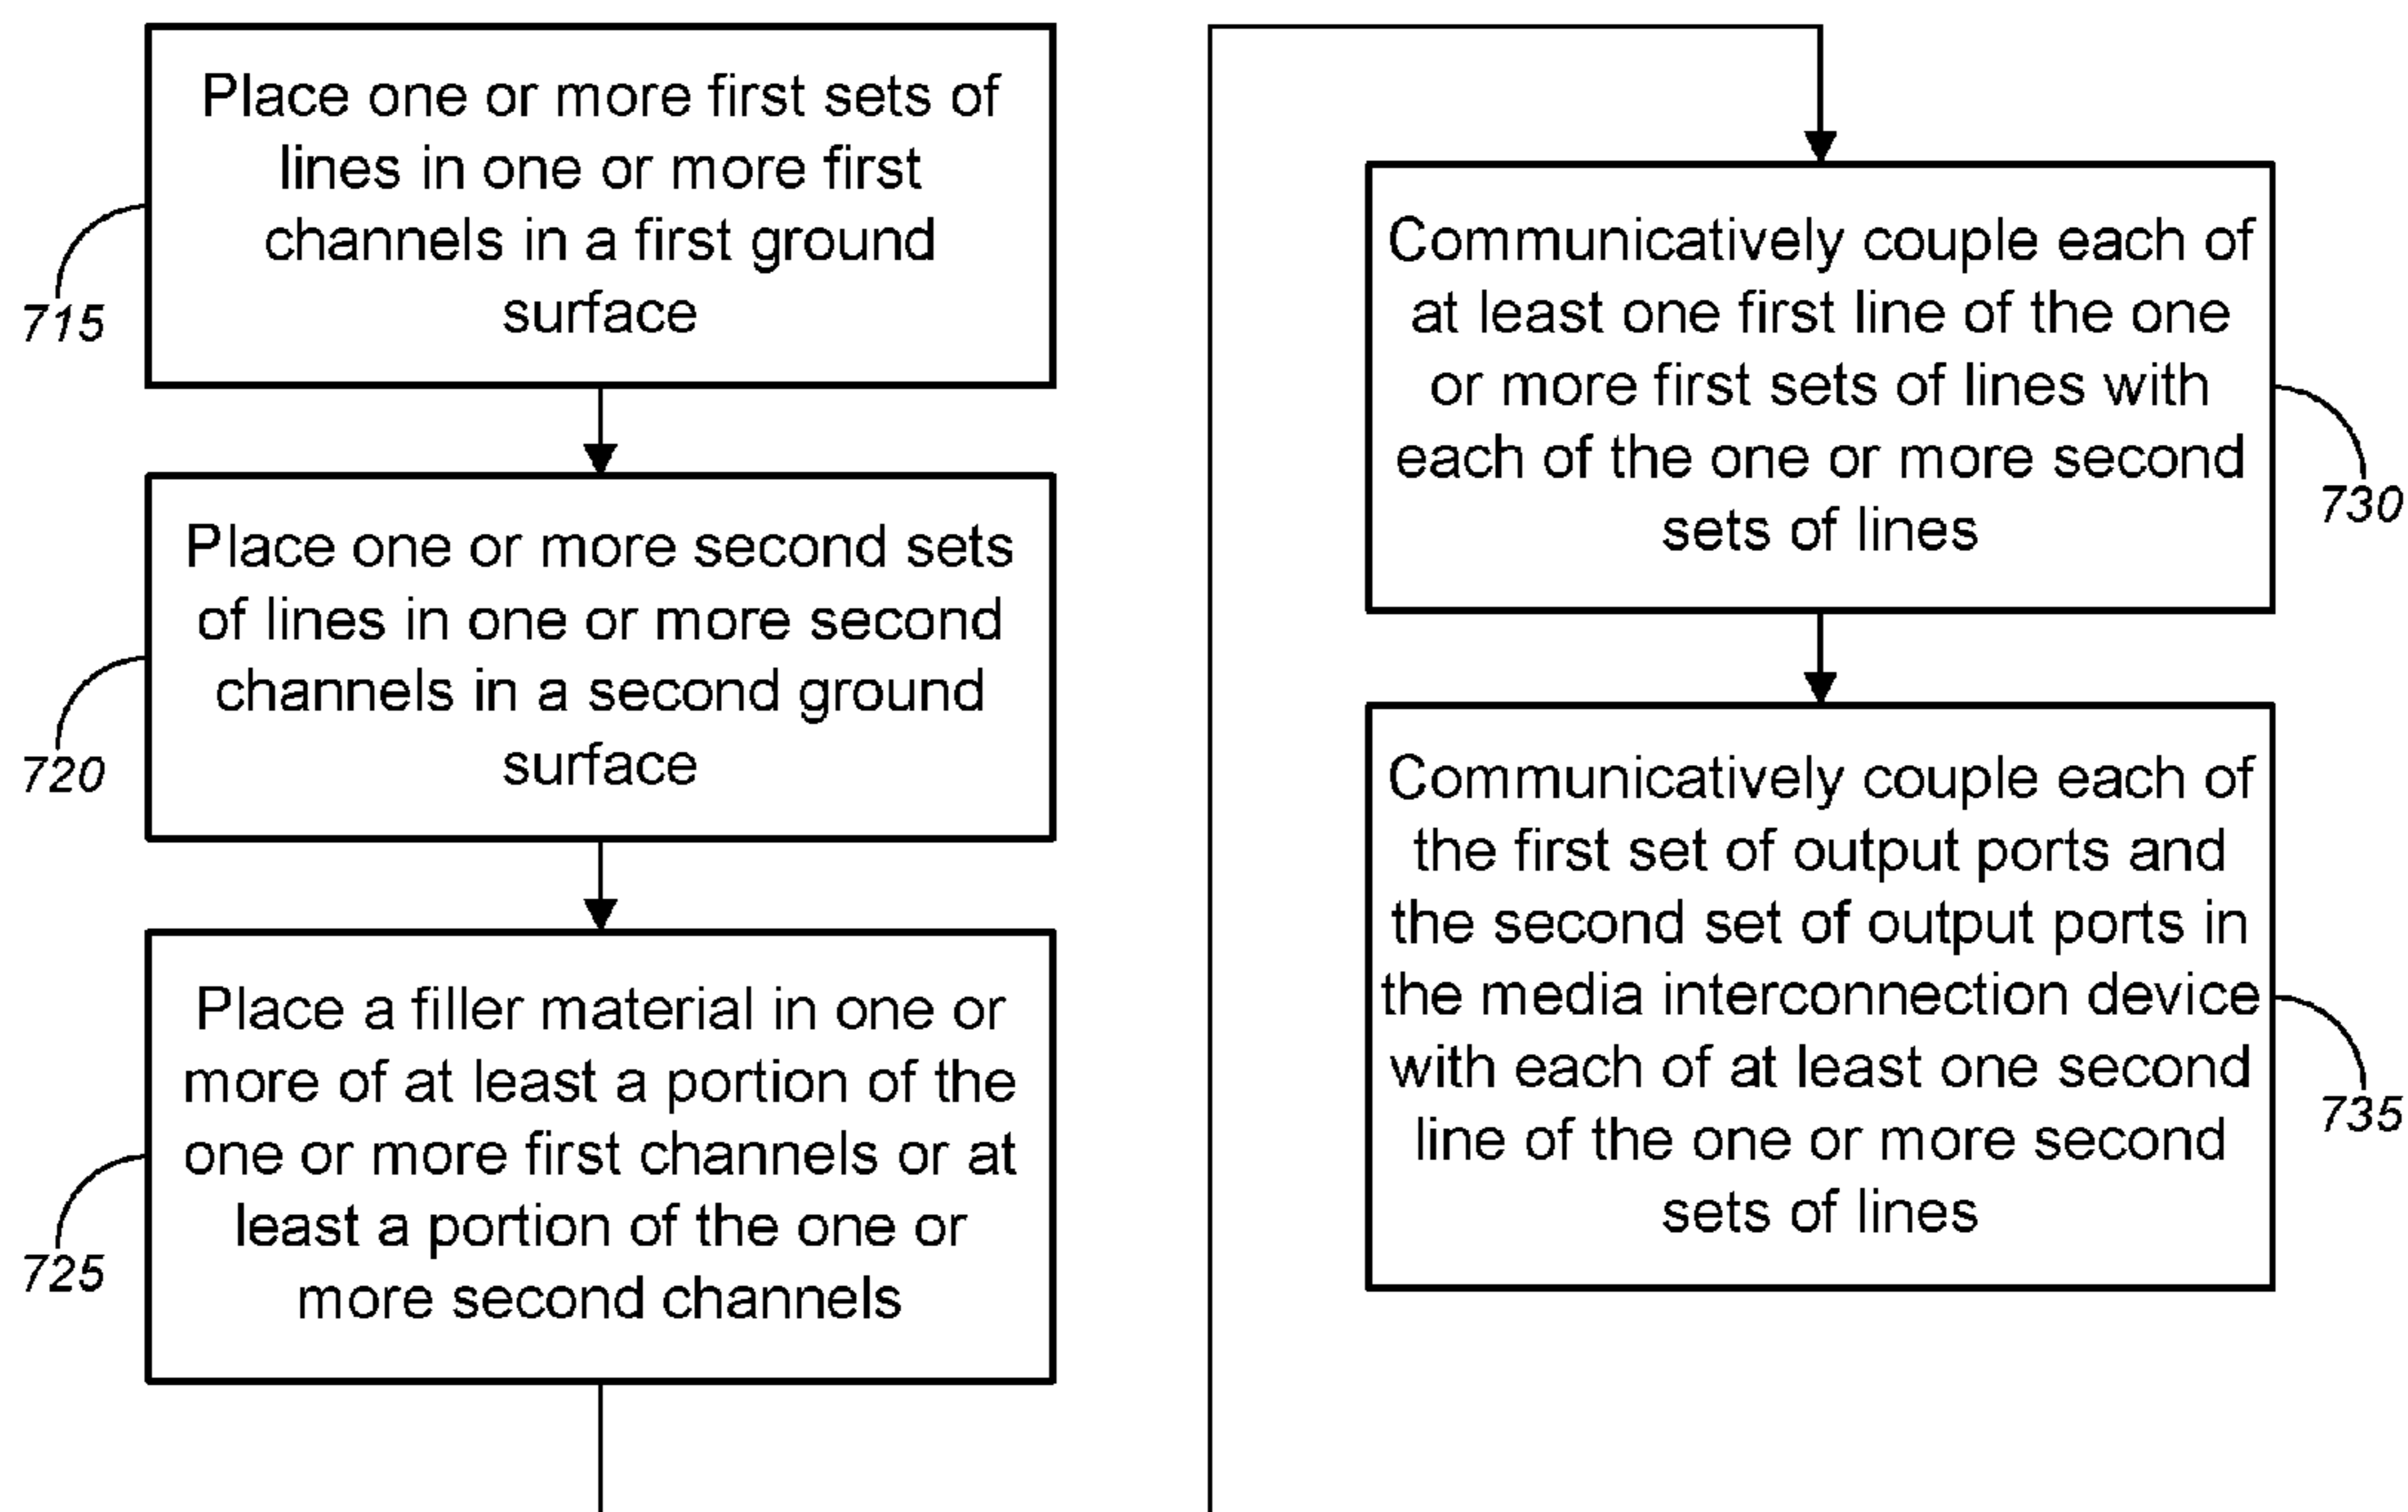 Place one or more first sets of
lines in one or more first
channels in a first ground
surface
715
Place one or more second sets
of lines in one or more second
channels in a second ground
surface
720
Place a filler material in one or
more of at least a portion of the
one or more first channels or at
least a portion of the one or
more second channels
725
Communicatively couple each of
at least one first line of the one
or more first sets of lines with
each of the one or more second
sets of lines
730
Communicatively couple each of
the first set of output ports and
the second set of output ports in
the media interconnection device
with each of at least one second
line of the one or more second
sets of lines
735